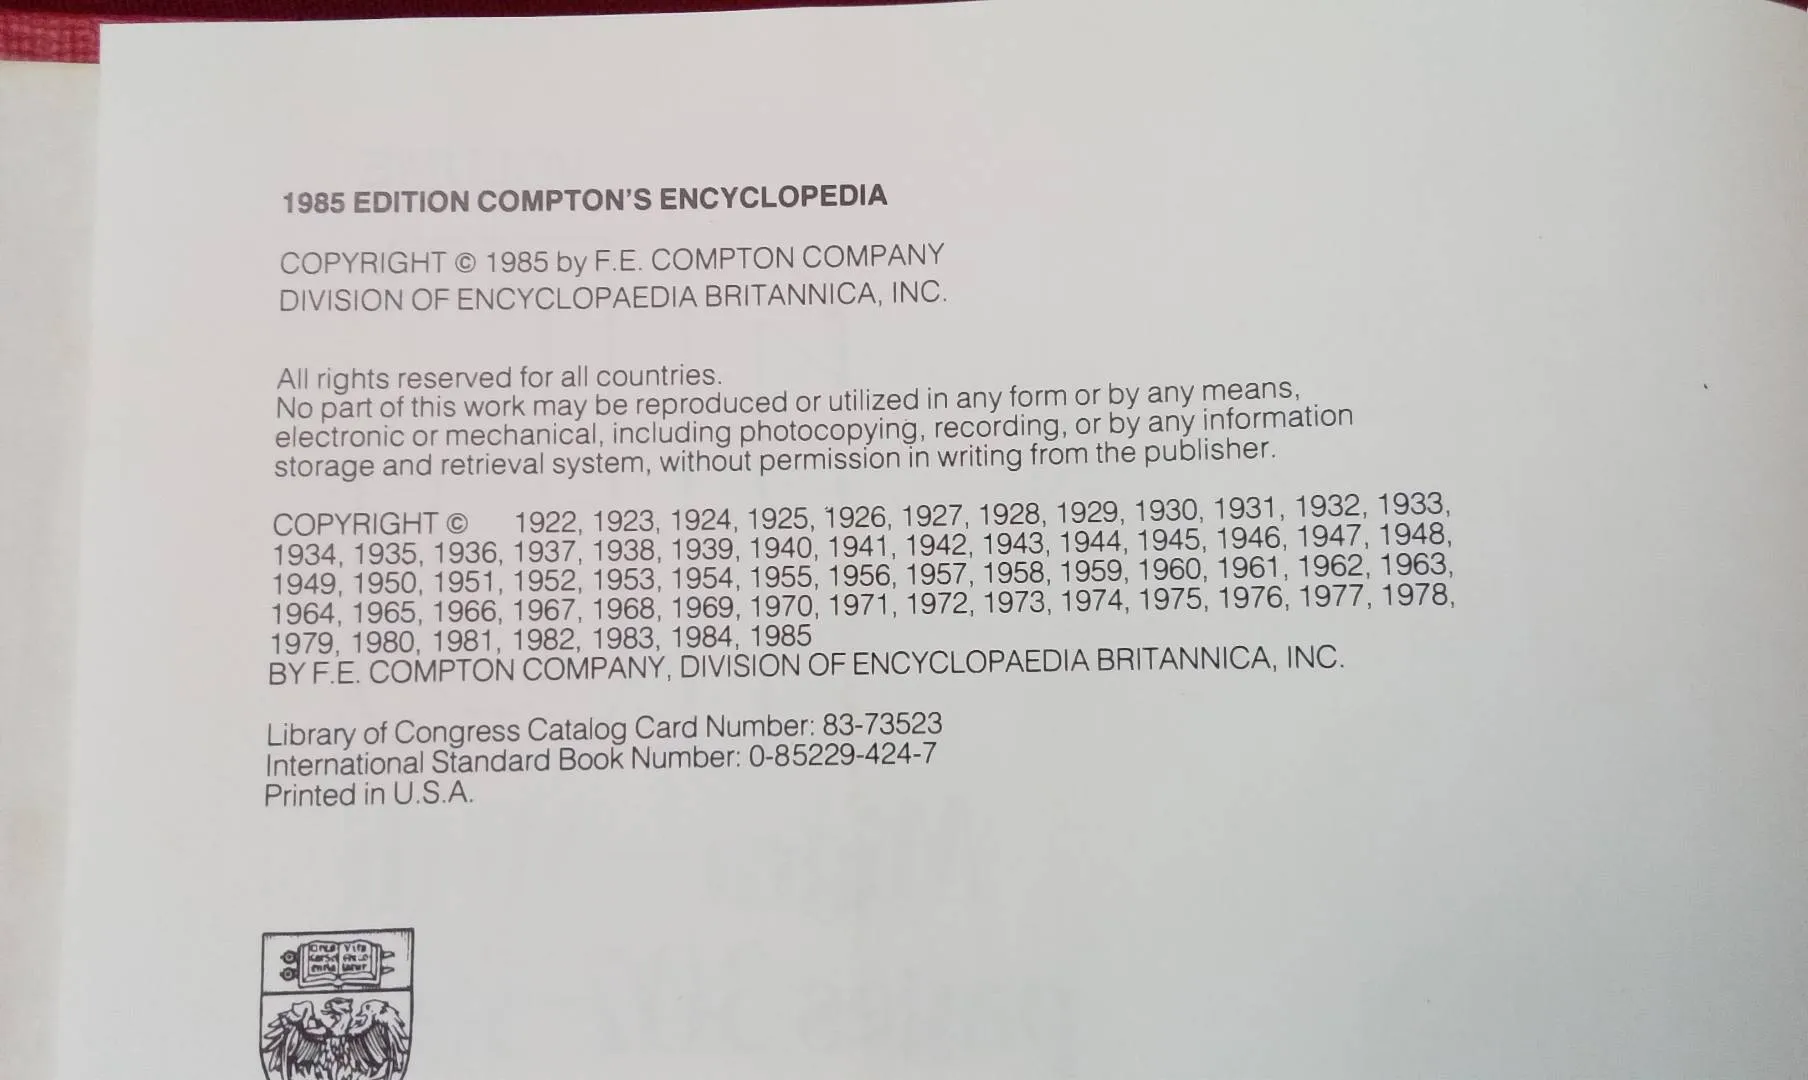 1985 EDITION COMPTON'S ENCYCLOPEDIA
COPYRIGHT © 1985 by F.E. COMPTON COMPANY
DIVISION OF ENCYCLOPAEDIA BRITANNICA, INC.
All rights reserved for all countries.
No part of this work may be reproduced or utilized in any form or by any means,
electronic or mechanical, including photocopying, recording, or by any information
storage and retrieval system, without permission in writing from the publisher.
COPYRIGHT © 1922, 1923, 1924, 1925, 1926, 1927, 1928, 1929, 1930, 1931, 1932, 1933,
1934, 1935, 1936, 1937, 1938, 1939, 1940, 1941, 1942, 1943, 1944, 1945, 1946, 1947, 1948,
1949, 1950, 1951, 1952, 1953, 1954, 1955, 1956, 1957, 1958, 1959, 1960, 1961, 1962, 1963,
1964, 1965, 1966, 1967, 1968, 1969, 1970, 1971, 1972, 1973, 1974, 1975, 1976, 1977, 1978,
1979, 1980, 1981, 1982, 1983, 1984, 1985
BY F.E. COMPTON COMPANY, DIVISION OF ENCYCLOPAEDIA BRITANNICA, INC.
Library of Congress Catalog Card Number: 83-73523
International Standard Book Number: 0-85229-424-7
Printed in U.S.A.